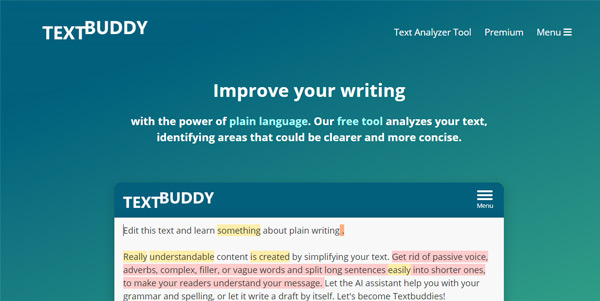 TEXTBUDDY
Text Analyzer Tool Premium Menu
Improve your writing
with the power of plain language. Our free tool analyzes your text,
identifying areas that could be clearer and more concise.
TEXTBUDDY
Menu
Edit this text and learn something about plain writing .
Really understandable content is created by simplifying your text. Get rid of passive voice,
adverbs, complex, filler, or vague words and split long sentences easily into shorter ones,
to make your readers understand your message. Let the AI assistant help you with your
grammar and spelling, or let it write a draft by itself. Let's become Textbuddies!